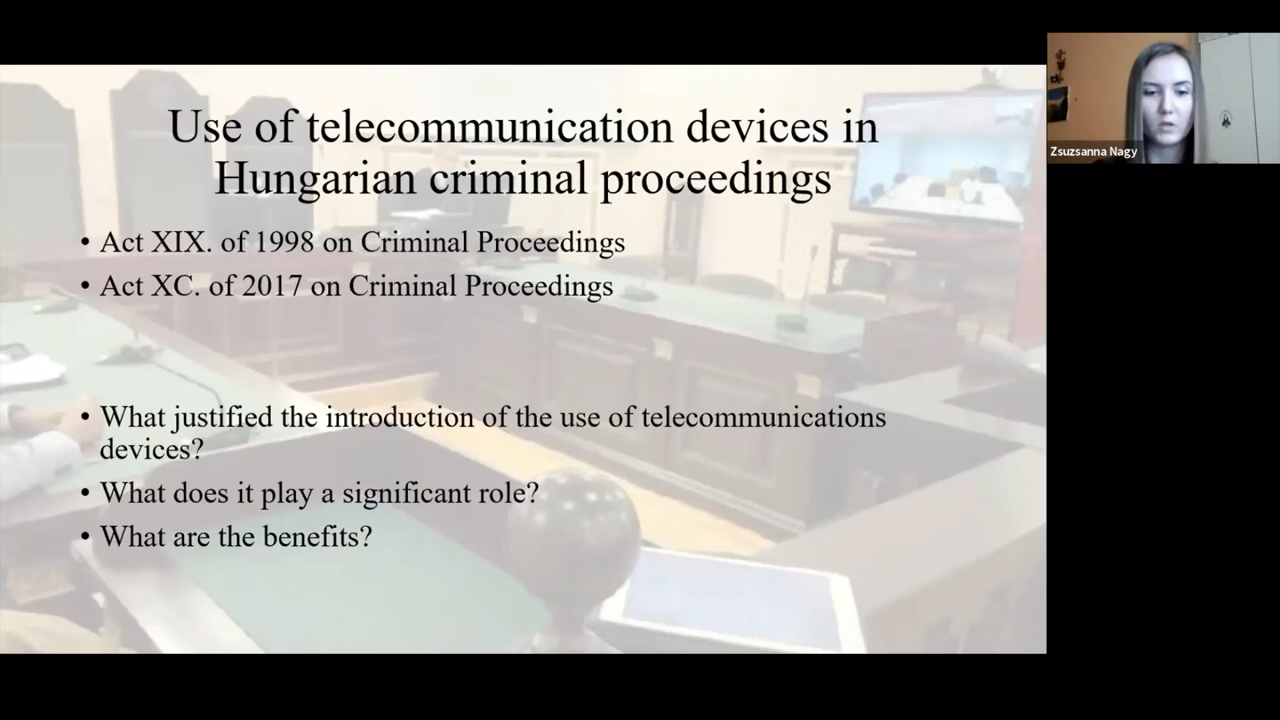 Use of telecommunication devices in
Hungarian criminal proceedings
• Act XIX. of 1998 on Criminal Proceedings
• Act XC. of 2017 on Criminal Proceedings
• What justified the introduction of the use of telecommunications
devices?
• What does it play a significant role?
• What are the benefits?
Zsuzsanna Nagy